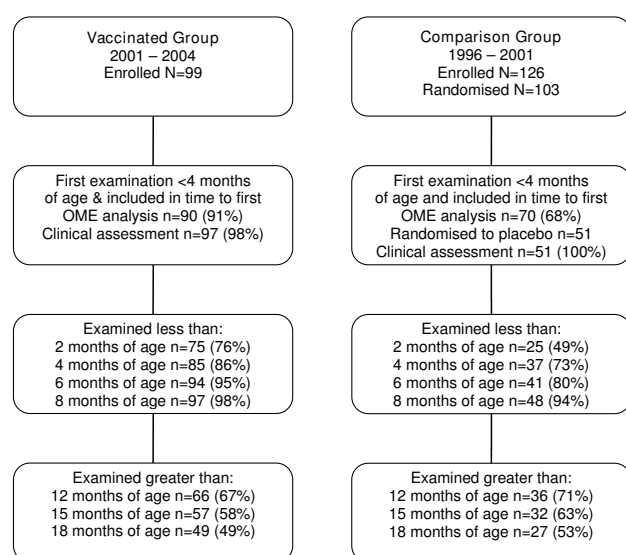 Vaccinated Group
2001 – 2004
Enrolled N=99
Comparison Group
1996 – 2001
Enrolled N=126
Randomised N=103
First examination <4 months
of age & included in time to first
OME analysis n=90 (91%)
Clinical assessment n=97 (98%)
First examination <4 months
of age and included in time to first
OME analysis n=70 (68%)
Randomised to placebo n=51
Clinical assessment n=51 (100%)
Examined less than:
2 months of age n=75 (76%)
4 months of age n=85 (86%)
6 months of age n=94 (95%)
8 months of age n=97 (98%)
Examined less than:
2 months of age n=25 (49%)
4 months of age n=37 (73%)
6 months of age n=41 (80%)
8 months of age n=48 (94%)
Examined greater than:
12 months of age n=66 (67%)
15 months of age n=57 (58%)
18 months of age n=49 (49%)
Examined greater than:
12 months of age n=36 (71%)
15 months of age n=32 (63%)
18 months of age n=27 (53%)